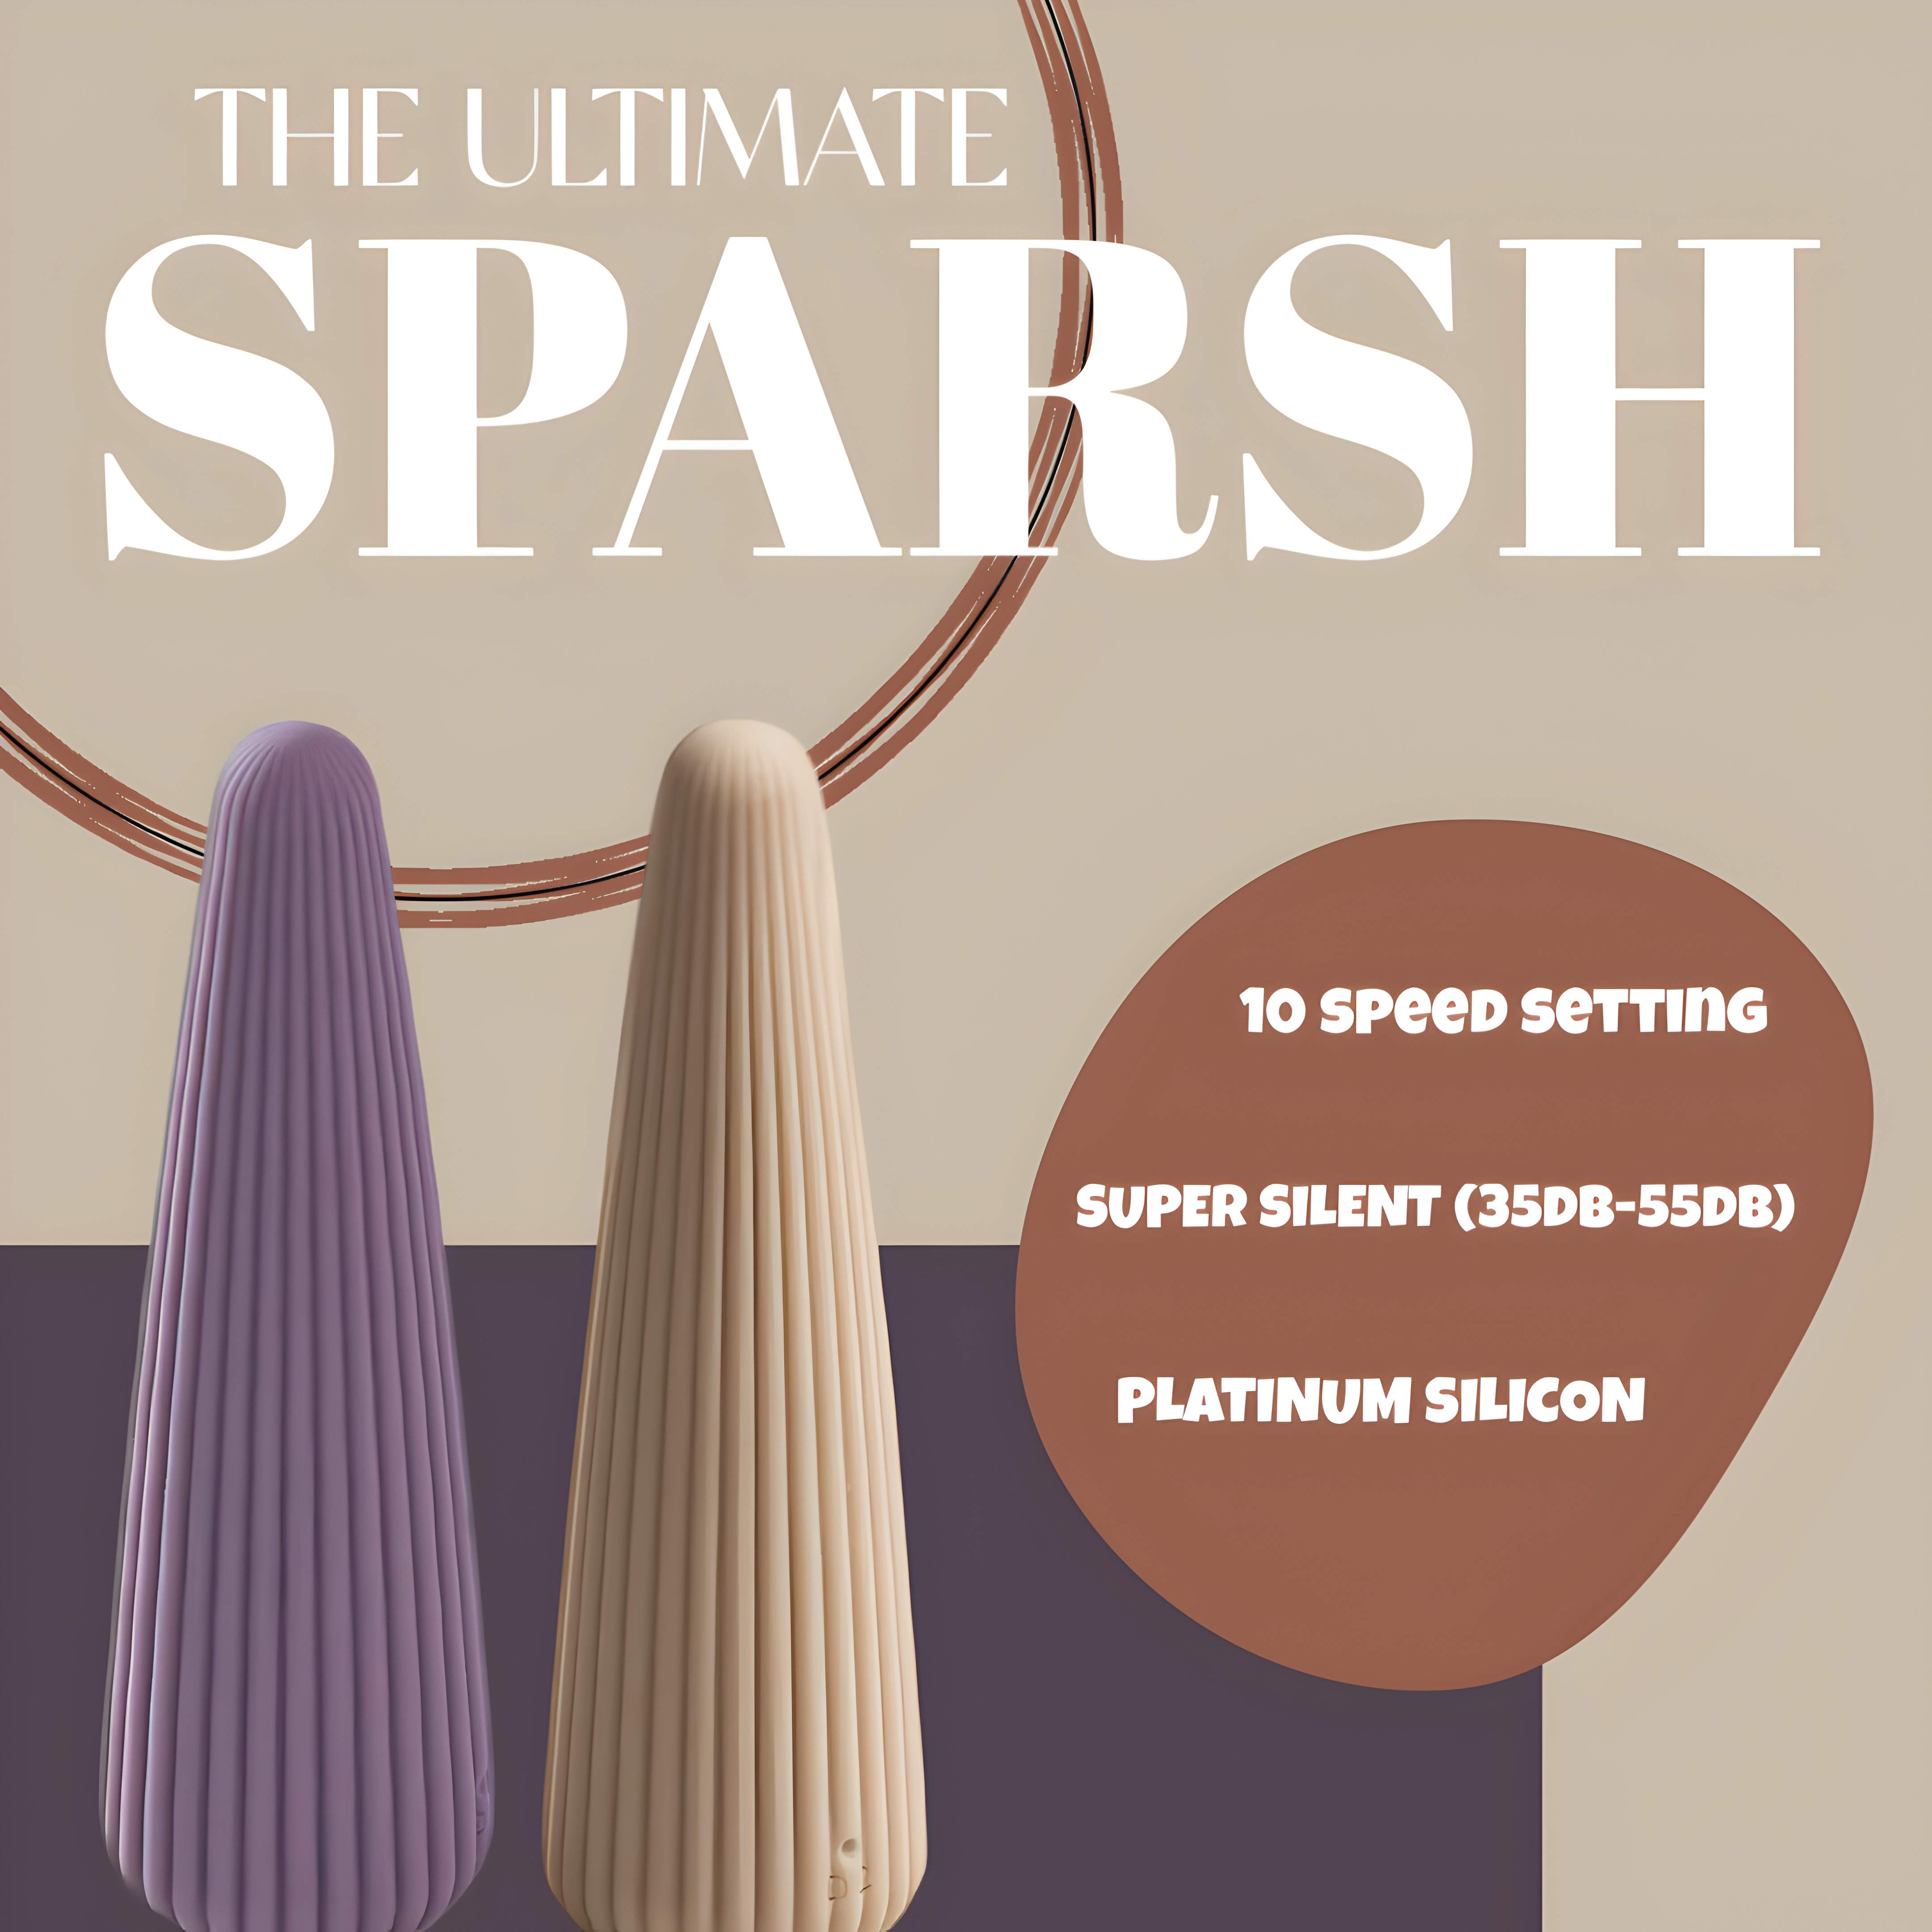 THE ULTIMATE
SPARSH
10 SPEED SETTING
SUPER SILENT (35DB-55DB)
PLATINUM SILICON